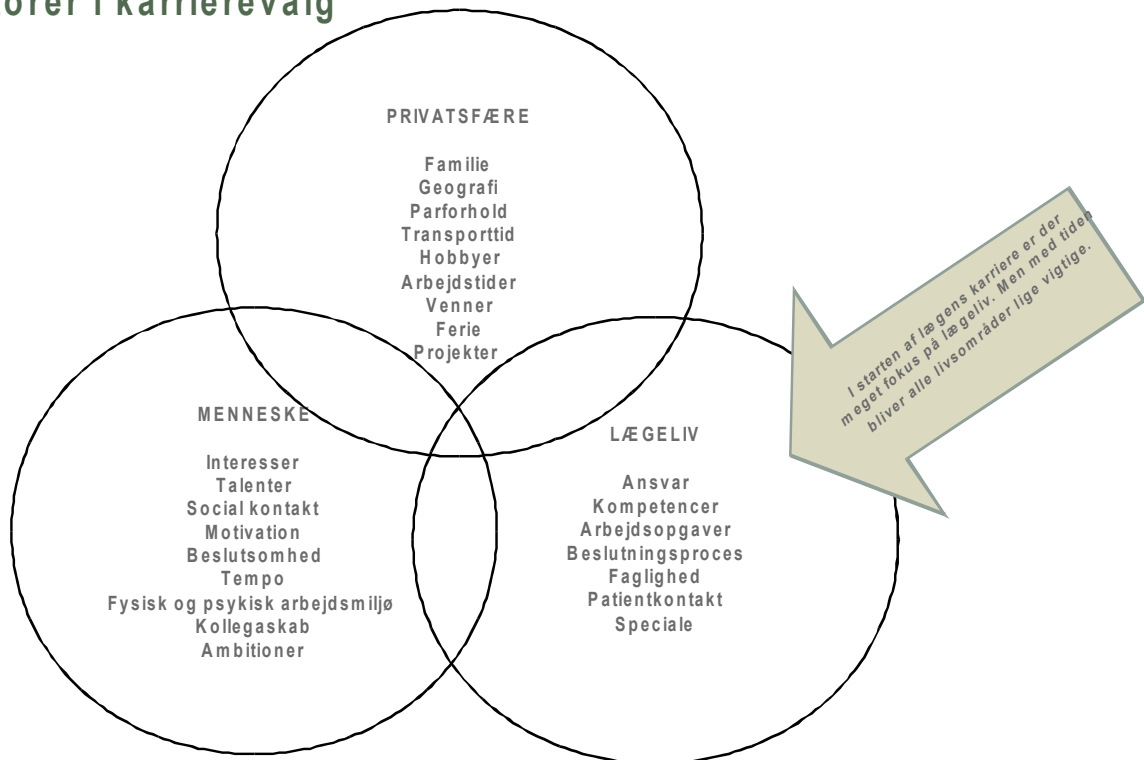 i karrierevalg
PRIVATSFÆRE
Familie
Geografi
Parforhold
Transporttid
Hobbyer
Arbejdstider
Venner
Ferie
Projekter
MENNESKE
Interesser
Talenter
Social kontakt
Motivation
Beslutsomhed
Tempo
Fysisk og psykisk arbejdsmiljø
Kollegaskab
Ambitioner
LÆGELIV
Ansvar
Kompetencer
Arbejdsopgaver
Beslutningsproces
Faglighed
Patientkontakt
Speciale
I starten af lægens karriere er der
meget fokus på lægeliv. Men med tiden
bliver alle livsområder lige vigtige.